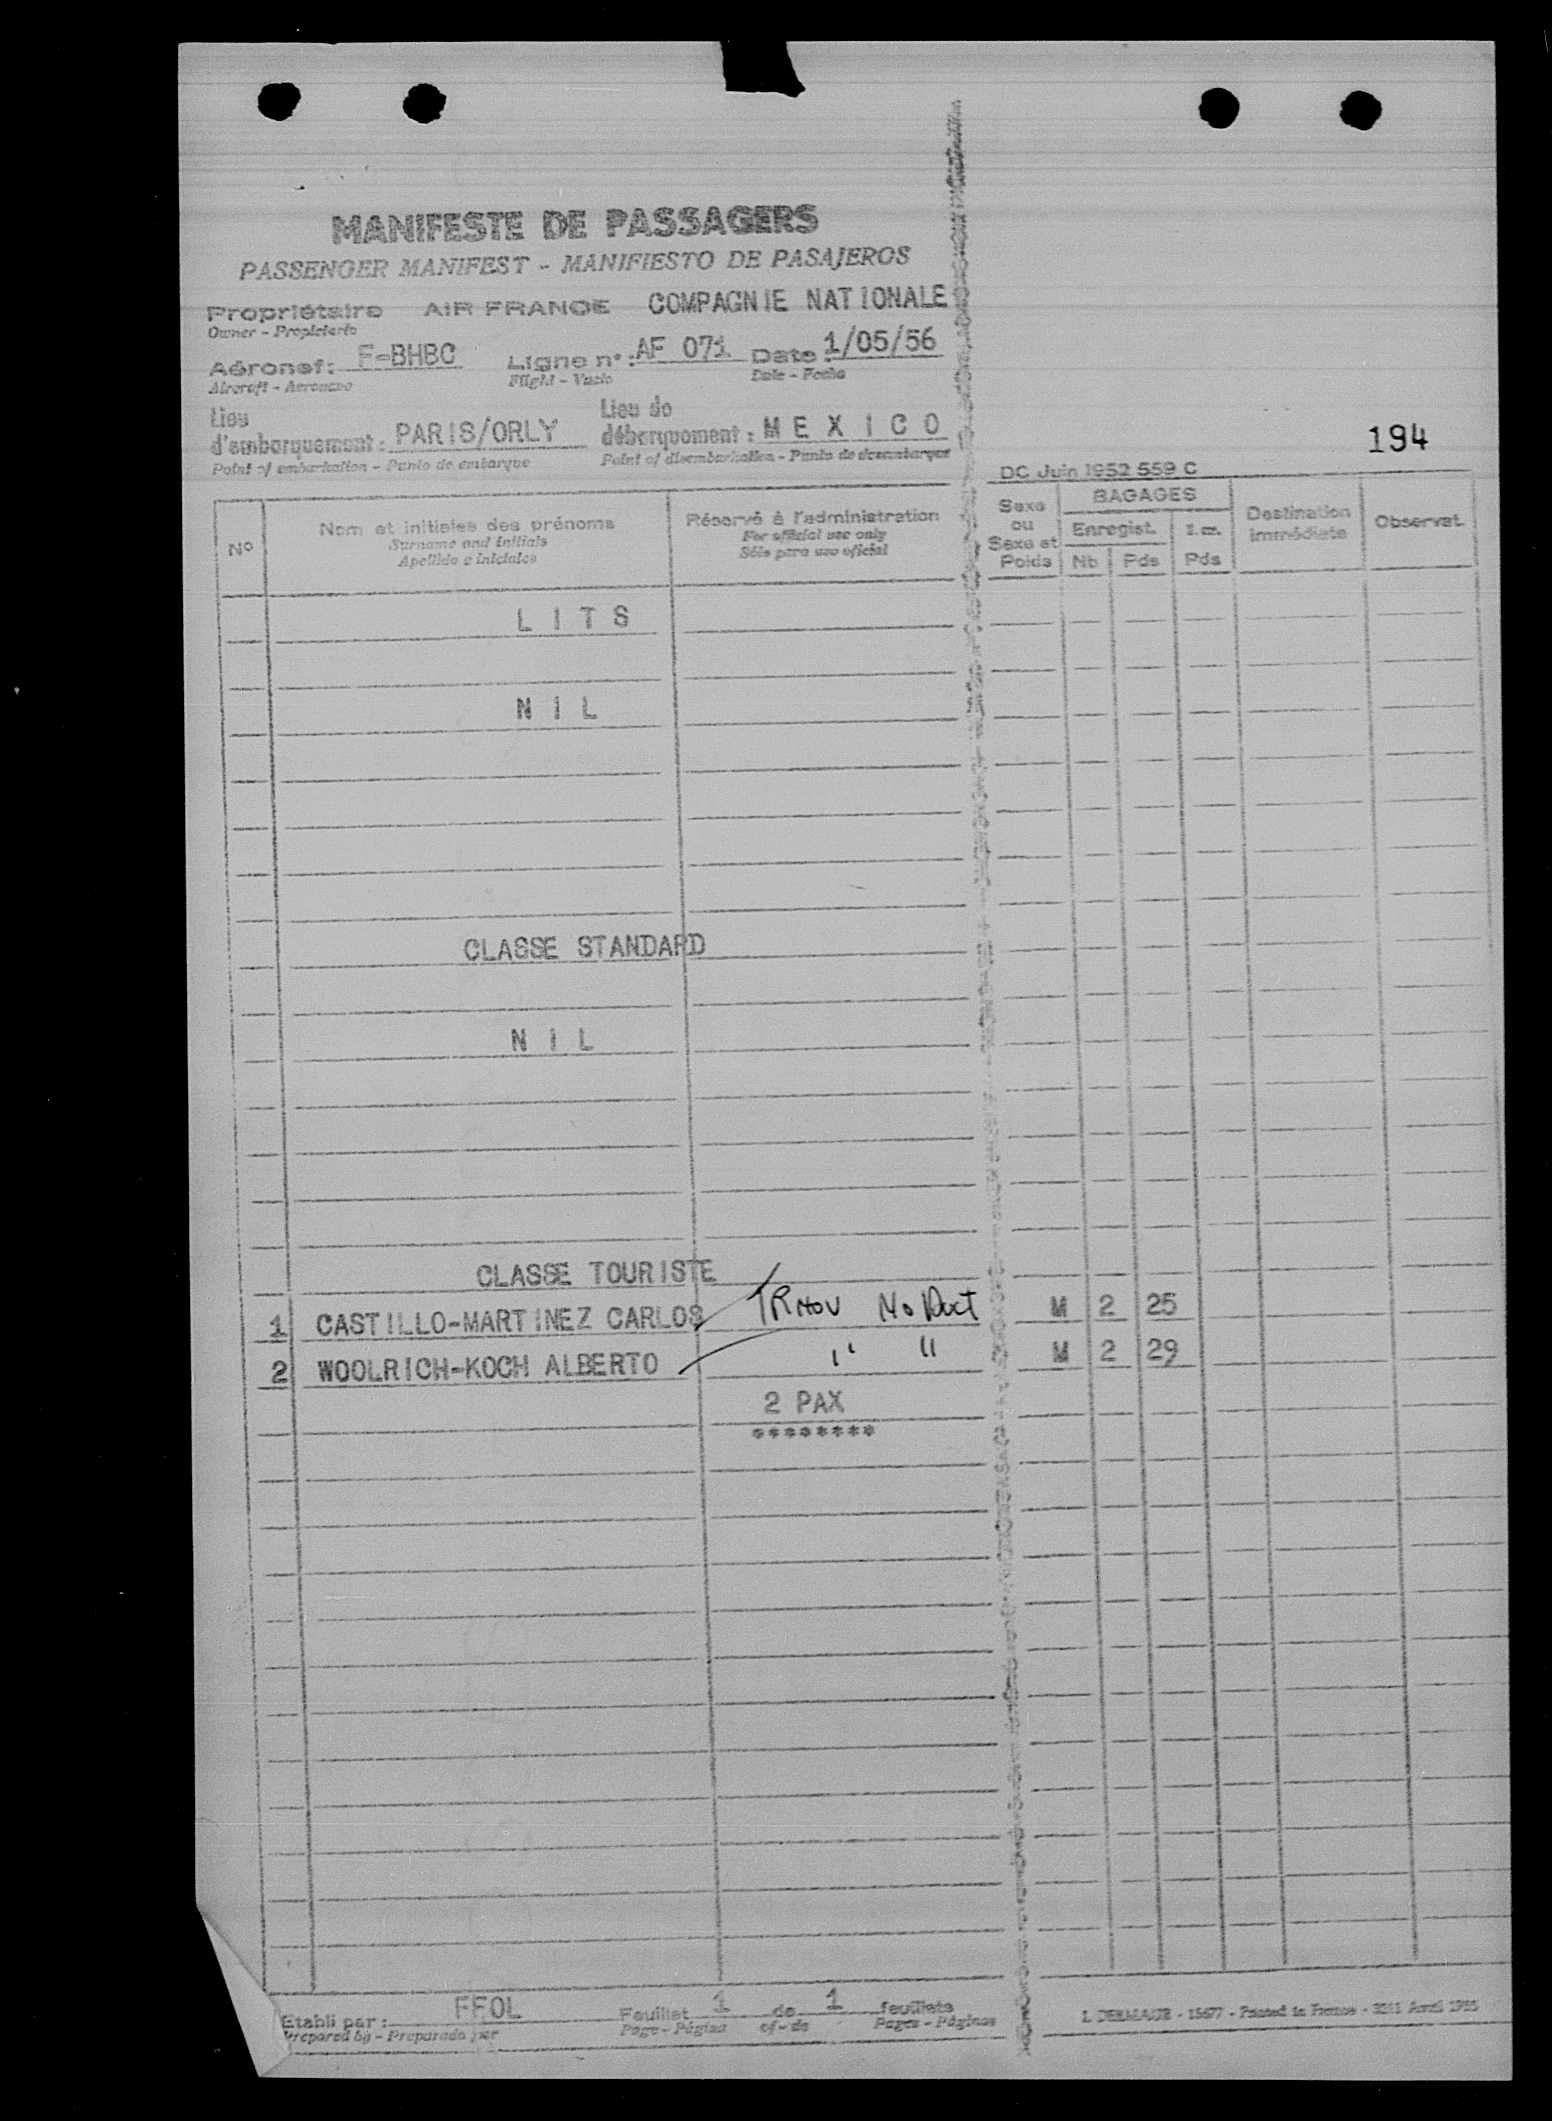 MANIFESTE DE PASSAGERS
PASSENGER MANIFEST - MANIFIESTO DE PASAJEROS
Propriétaire AIR FRANCE COMPAGNIE NATIONALE
Owner - Propietario
Aéronef: F-BHBC Ligne n°: AF 071 Date: 1/05/56
Aircraft - Aeronave Flight - Vuelo Date - Fecha
Lieu d'embarquement: PARIS/ORLY Lieu de débarquement: M E X I C O
Point of embarkation - Punto de embarque Point of disembarkation - Punto de desembarque
194
DC Juin 1952 559 C
N° Nom et initiales des prénoms Réservé à l'administration Sexe ou Sexe et Poids BAGAGES Destination immédiate Observat.
Surname and initials For official use only Enregist.
Apellido e iniciales Sólo para uso oficial Nb Pds Pds
L I T S
N I L
CLASSE STANDARD
N I L
CLASSE TOURISTE
1 CASTILLO-MARTINEZ CARLOS M 2 25
2 WOOLRICH-KOCH ALBERTO " " M 2 29
2 PAX
********
Etabli par: FFOL Feuillet 1 de 1 feuillets
Prepared by - Preparado por Page - Página of - de Pages - Páginas
Printed in France